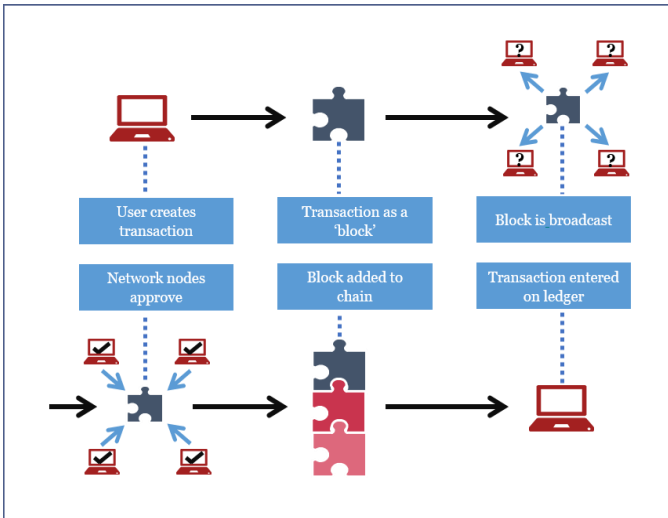 ?
?
?
?
User creates
transaction
Transaction as a
‘block’
Block is broadcast
Network nodes
approve
Block added to
chain
Transaction entered
on ledger